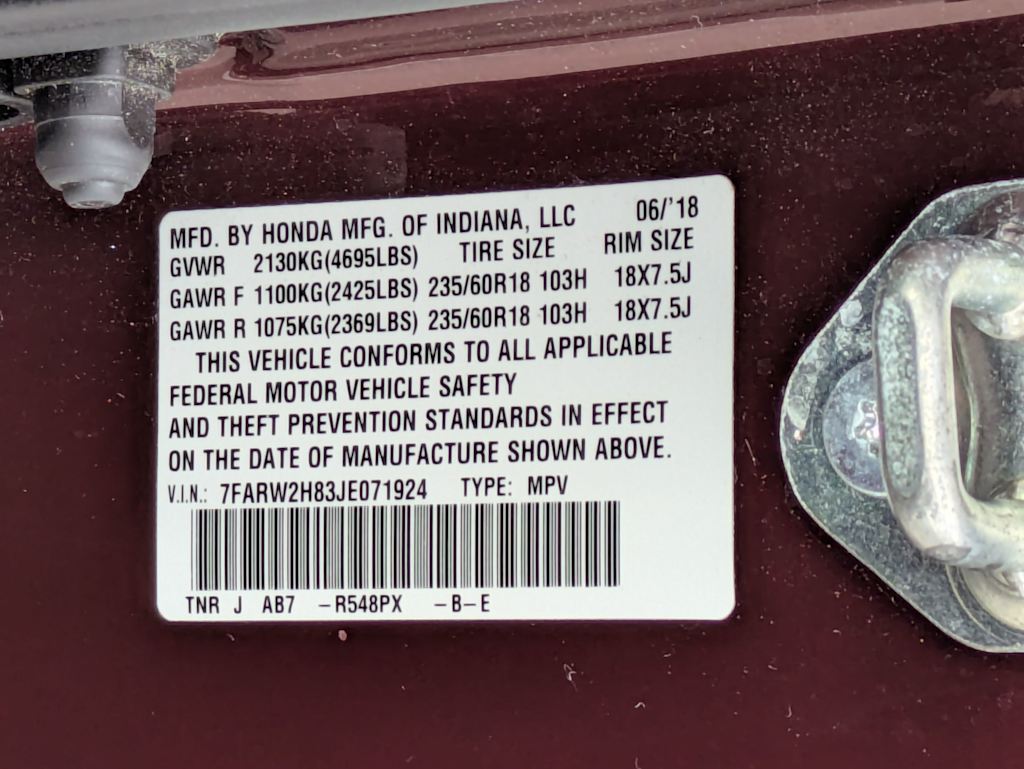 MFD. BY HONDA MFG. OF INDIANA, LLC 06/'18
GVWR 2130KG(4695LBS) TIRE SIZE RIM SIZE
GAWR F 1100KG(2425LBS) 235/60R18 103H 18X7.5J
GAWR R 1075KG(2369LBS) 235/60R18 103H 18X7.5J
THIS VEHICLE CONFORMS TO ALL APPLICABLE
FEDERAL MOTOR VEHICLE SAFETY
AND THEFT PREVENTION STANDARDS IN EFFECT
ON THE DATE OF MANUFACTURE SHOWN ABOVE.
V.I.N.: 7FARW2H83JE071924 TYPE: MPV
TNR J AB7 -R548PX -B-E